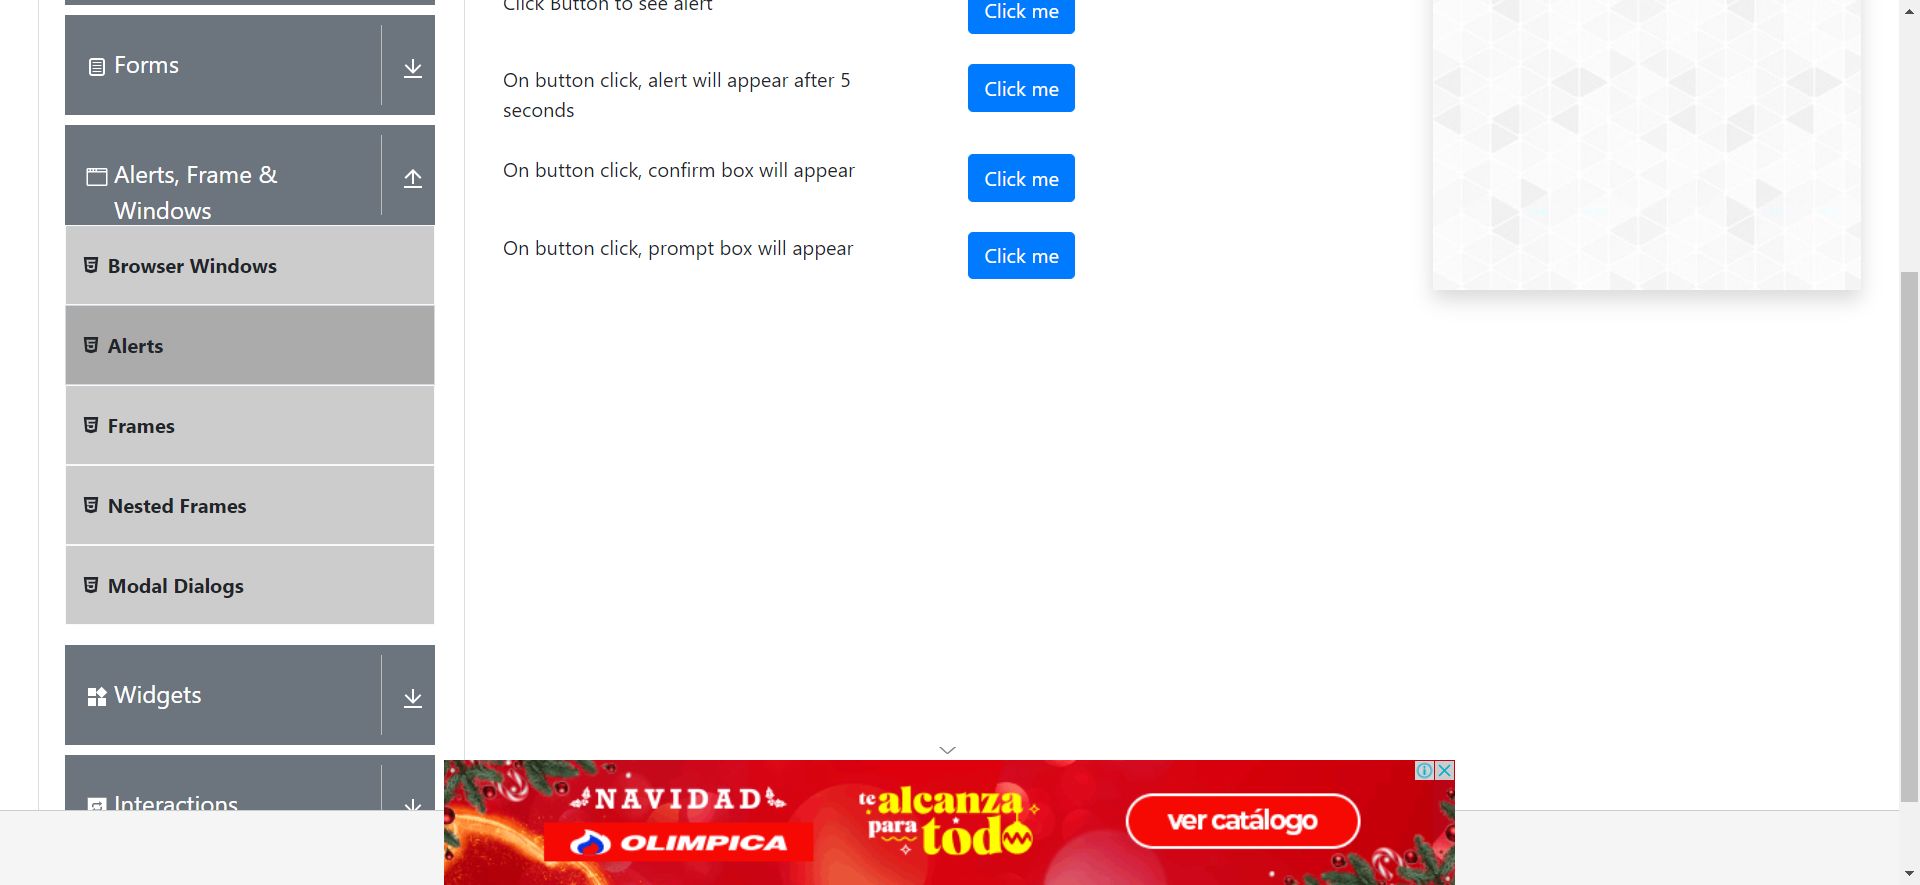 Forms
Alerts, Frame &
Windows
Browser Windows
Alerts
Frames
Nested Frames
Modal Dialogs
Widgets
Interactions
Click Button to see alert
Click me
On button click, alert will appear after 5
seconds
Click me
On button click, confirm box will appear
Click me
On button click, prompt box will appear
Click me
NAVIDAD
OLIMPICA
te
alcanza
para
todo
ver catálogo